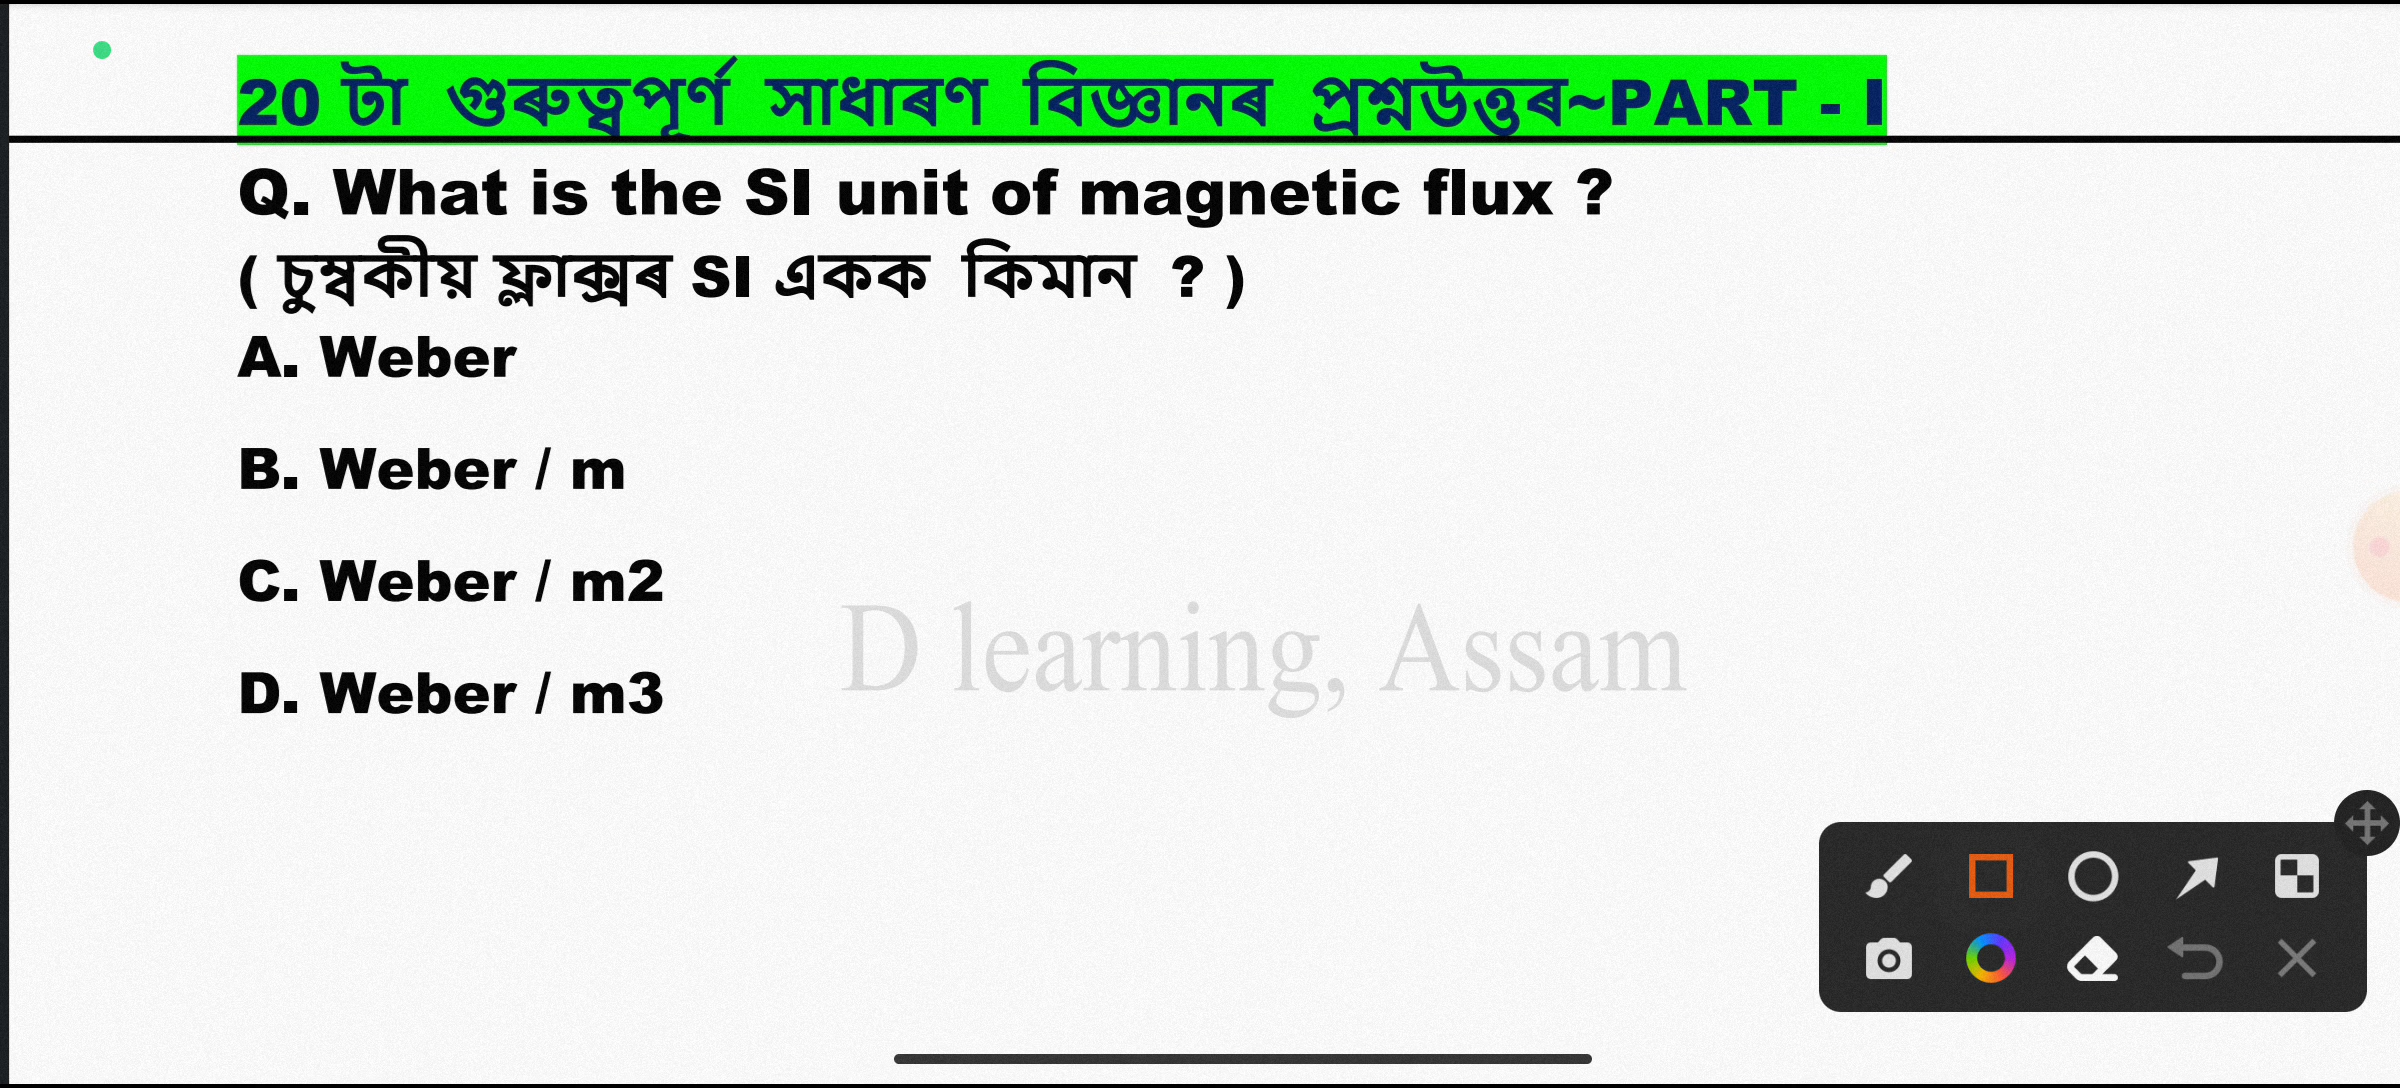 20 টা গুৰুত্বপূৰ্ণ সাধাৰণ বিজ্ঞানৰ প্ৰশ্নউত্তৰ~PART - I
Q. What is the SI unit of magnetic flux ?
( চুম্বকীয় ফ্লাক্সৰ SI একক কিমান ? )
A. Weber
B. Weber / m
C. Weber / m2
D. Weber / m3
D learning, Assam